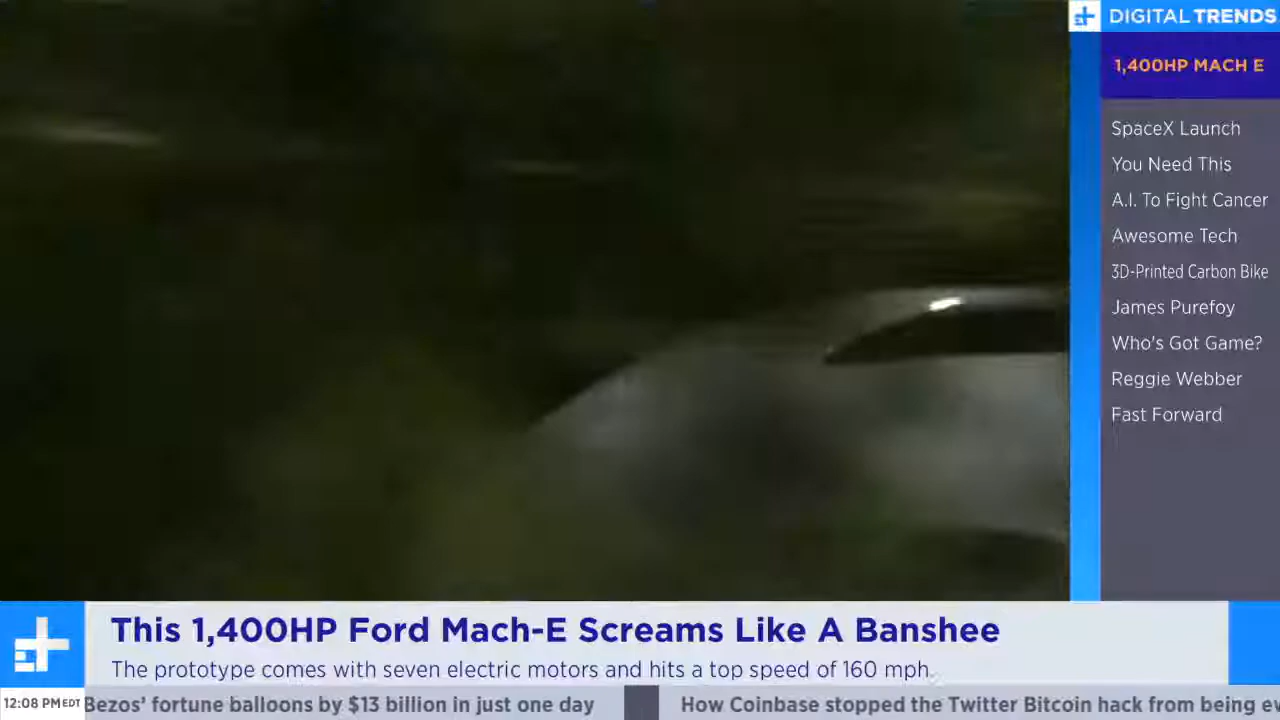 DIGITAL TRENDS
1,400HP MACH E
SpaceX Launch
You Need This
A.I. To Fight Cancer
Awesome Tech
3D-Printed Carbon Bike
James Purefoy
Who's Got Game?
Reggie Webber
Fast Forward
This 1,400HP Ford Mach-E Screams Like A Banshee
The prototype comes with seven electric motors and hits a top speed of 160 mph.
12:08 PM EDT
Bezos’ fortune balloons by $13 billion in just one day
How Coinbase stopped the Twitter Bitcoin hack from being